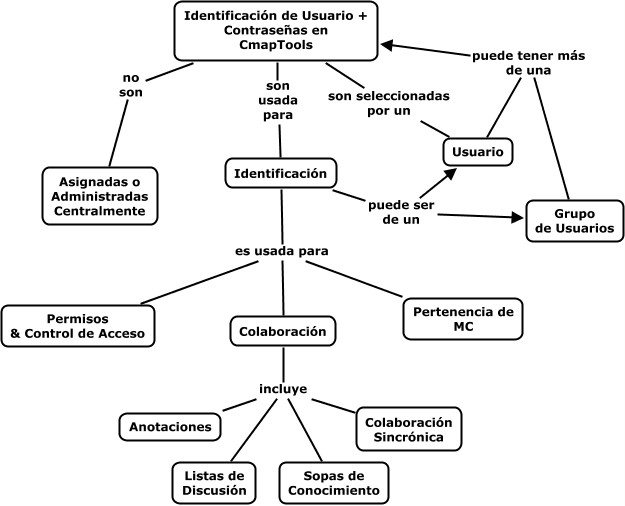 Identificación de Usuario +
Contraseñas en
CmapTools
no
son
son
usada
para
son seleccionadas
por un
puede tener más
de una
Asignadas o
Administradas
Centralmente
Identificación
Usuario
puede ser
de un
Grupo
de Usuarios
es usada para
Permisos
& Control de Acceso
Colaboración
Pertenencia de
MC
incluye
Anotaciones
Listas de
Discusión
Sopas de
Conocimiento
Colaboración
Sincrónica